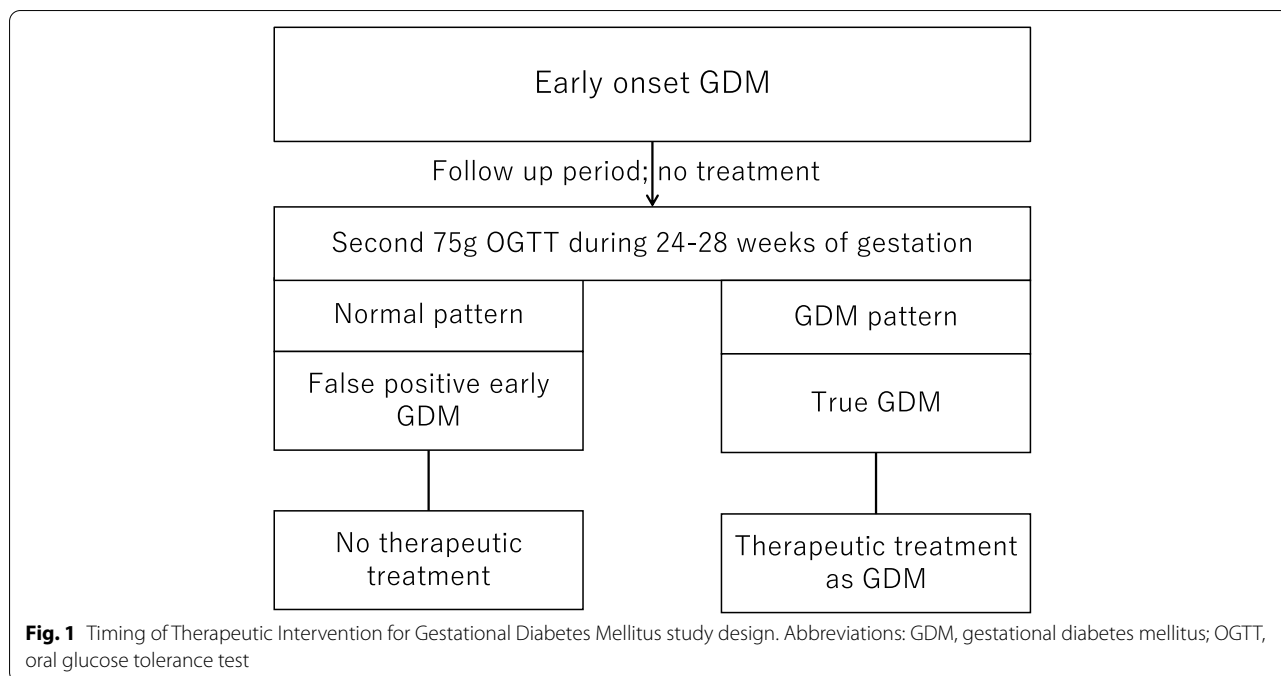 Early onset GDM
Follow up period; no treatment
Second 75g OGTT during 24-28 weeks of gestation
Normal pattern
GDM pattern
False positive early
GDM
True GDM
No therapeutic
treatment
Therapeutic treatment
as GDM
Fig. 1 Timing of Therapeutic Intervention for Gestational Diabetes Mellitus study design. Abbreviations: GDM, gestational diabetes mellitus; OGTT,
oral glucose tolerance test